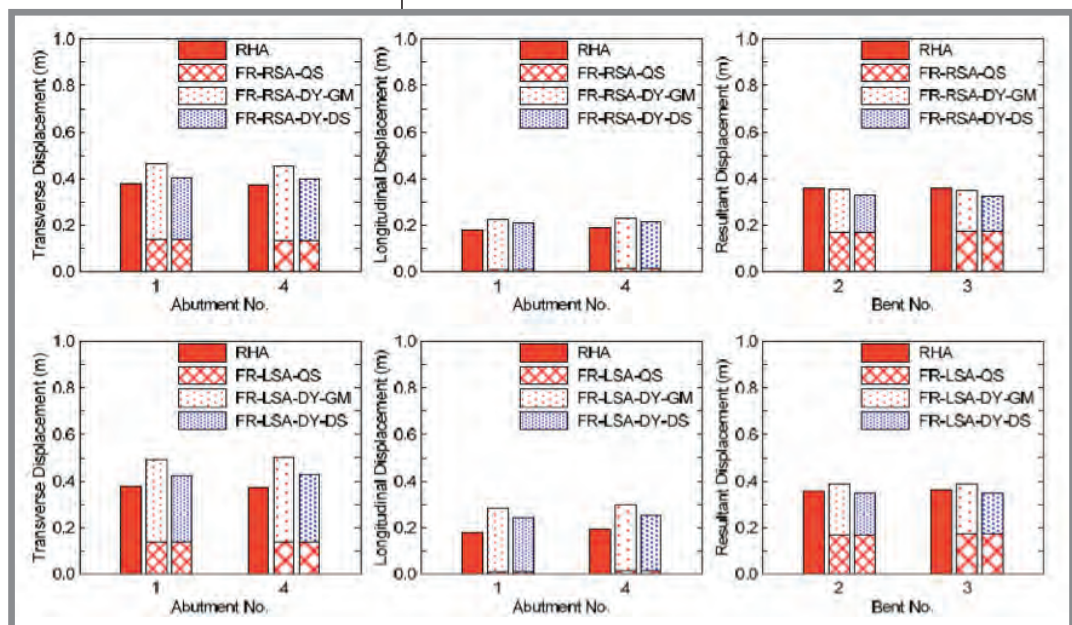 Transverse Displacement (m)
1.0
0.8
0.6
0.4
0.2
0.0
RHA
FR-RSA-QS
FR-RSA-DY-GM
FR-RSA-DY-DS
1
4
Abutment No.
Longitudinal Displacement (m)
1.0
0.8
0.6
0.4
0.2
0.0
RHA
FR-RSA-QS
FR-RSA-DY-GM
FR-RSA-DY-DS
1
4
Abutment No.
Resultant Displacement (m)
1.0
0.8
0.6
0.4
0.2
0.0
RHA
FR-RSA-QS
FR-RSA-DY-GM
FR-RSA-DY-DS
2
3
Bent No.
Transverse Displacement (m)
1.0
0.8
0.6
0.4
0.2
0.0
RHA
FR-LSA-QS
FR-LSA-DY-GM
FR-LSA-DY-DS
1
4
Abutment No.
Longitudinal Displacement (m)
1.0
0.8
0.6
0.4
0.2
0.0
RHA
FR-LSA-QS
FR-LSA-DY-GM
FR-LSA-DY-DS
1
4
Abutment No.
Resultant Displacement (m)
1.0
0.8
0.6
0.4
0.2
0.0
RHA
FR-LSA-QS
FR-LSA-DY-GM
FR-LSA-DY-DS
2
3
Bent No.